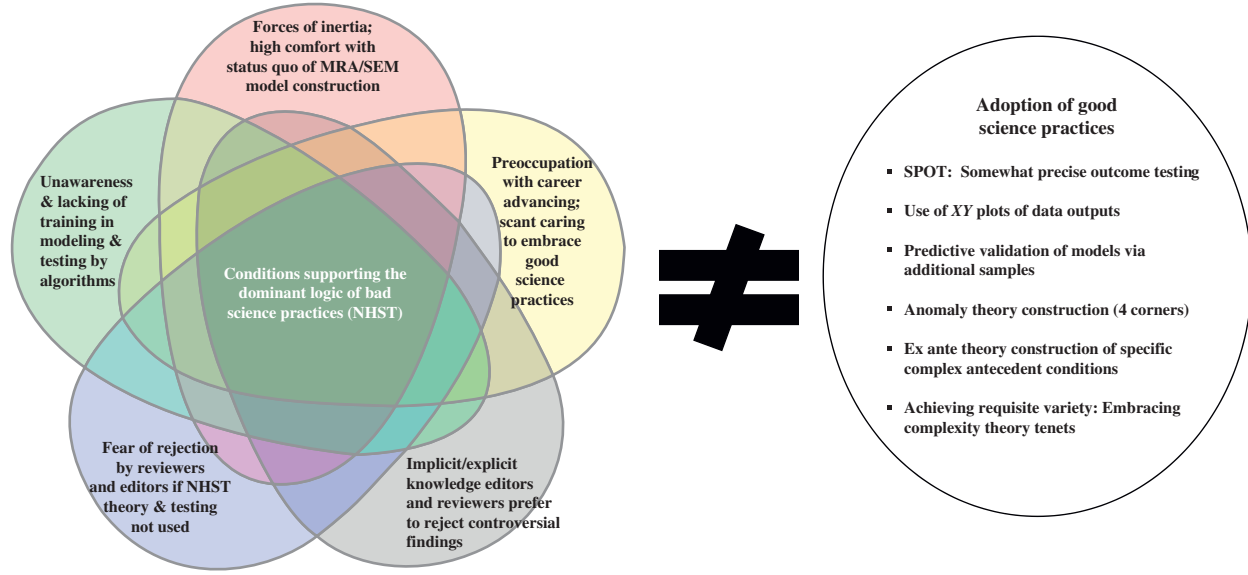 Forces of inertia;
high comfort with
status quo of MRA/SEM
model construction
Unawareness
& lacking of
training in
modeling &
testing by
algorithms
Preoccupation
with career
advancing;
scant caring
to embrace
good
science
practices
Conditions supporting the
dominant logic of bad
science practices (NHST)
Fear of rejection
by reviewers
and editors if NHST
theory & testing
not used
Implicit/explicit
knowledge editors
and reviewers prefer
to reject controversial
findings
≠
Adoption of good
science practices
▪ SPOT: Somewhat precise outcome testing
▪ Use of XY plots of data outputs
▪ Predictive validation of models via
additional samples
▪ Anomaly theory construction (4 corners)
▪ Ex ante theory construction of specific
complex antecedent conditions
▪ Achieving requisite variety: Embracing
complexity theory tenets